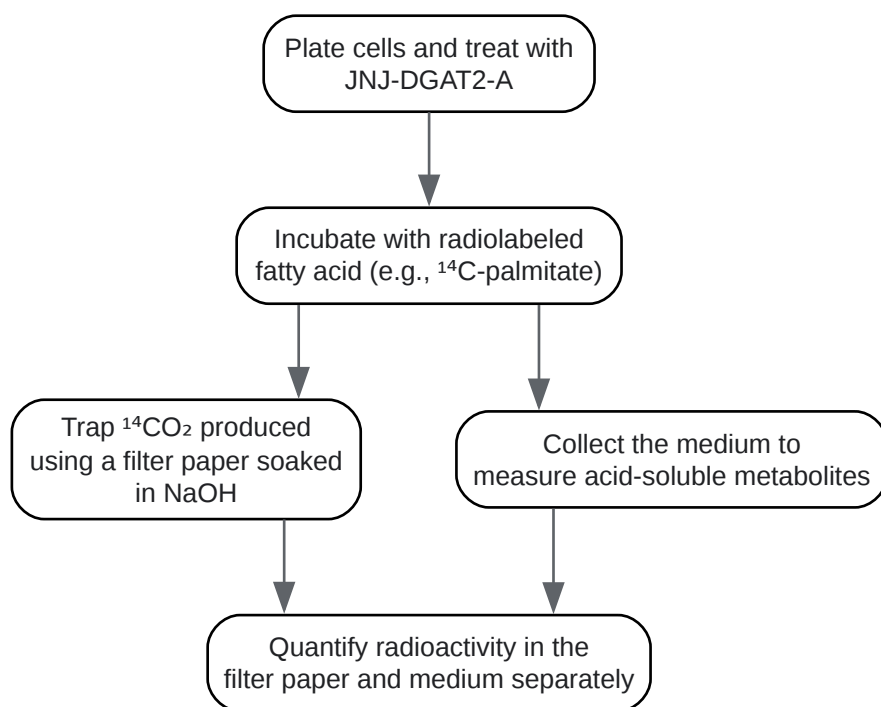 Plate cells and treat with
JNJ-DGAT2-A
Incubate with radiolabeled
fatty acid (e.g., ¹⁴C-palmitate)
Trap ¹⁴CO₂ produced
using a filter paper soaked
in NaOH
Collect the medium to
measure acid-soluble metabolites
Quantify radioactivity in the
filter paper and medium separately